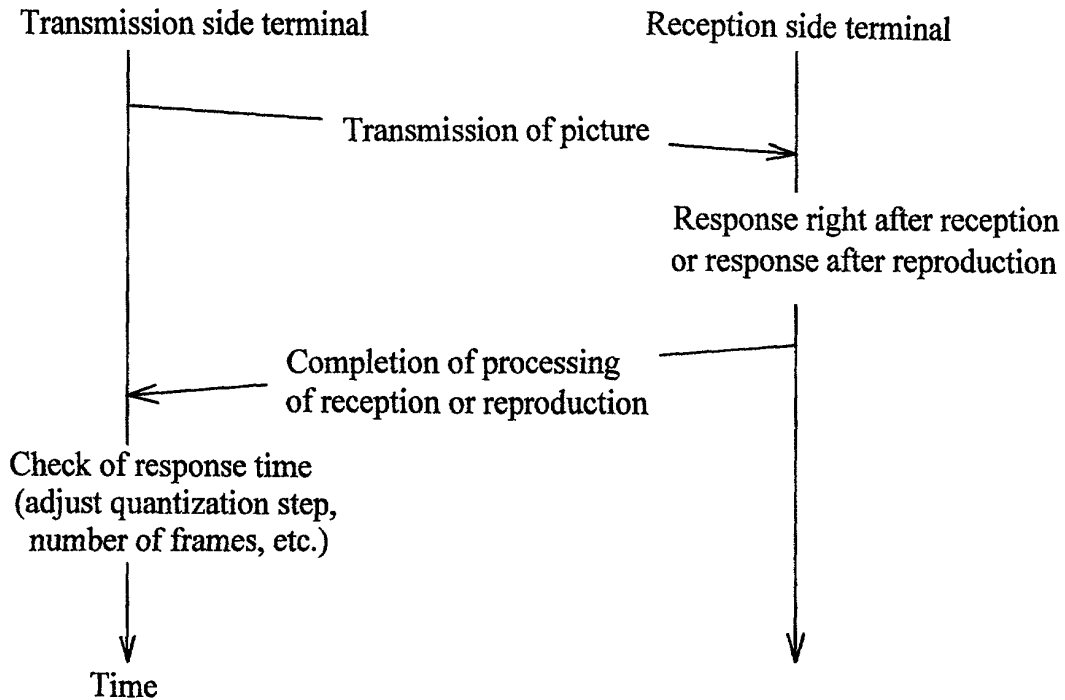 Transmission side terminal
Reception side terminal
Transmission of picture
Response right after reception
or response after reproduction
Completion of processing
of reception or reproduction
Check of response time
(adjust quantization step,
number of frames, etc.)
Time